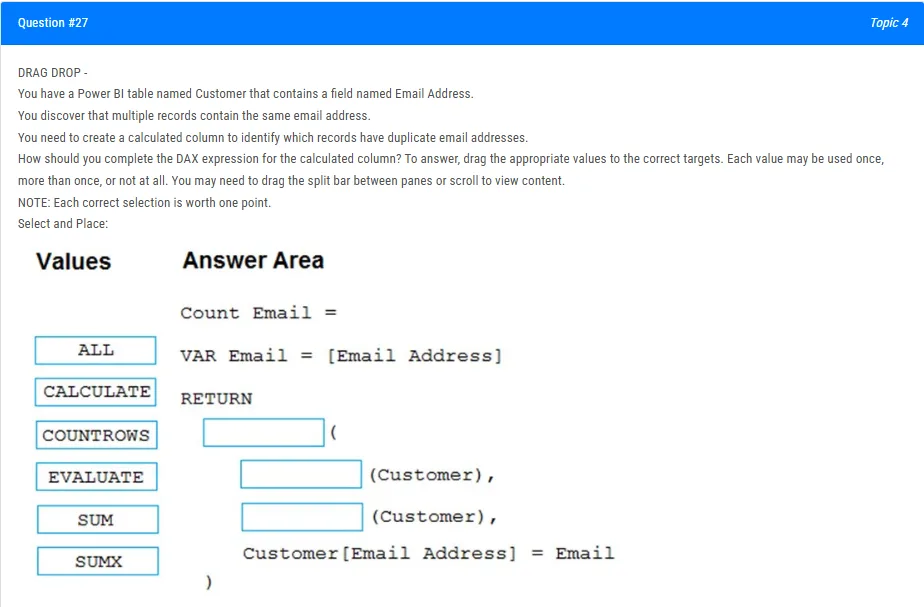 Question #27
Topic 4
DRAG DROP -
You have a Power BI table named Customer that contains a field named Email Address.
You discover that multiple records contain the same email address.
You need to create a calculated column to identify which records have duplicate email addresses.
How should you complete the DAX expression for the calculated column? To answer, drag the appropriate values to the correct targets. Each value may be used once,
more than once, or not at all. You may need to drag the split bar between panes or scroll to view content.
NOTE: Each correct selection is worth one point.
Select and Place:
Values
ALL
CALCULATE
COUNTROWS
EVALUATE
SUM
SUMX
Answer Area
Count Email =
VAR Email = [Email Address]
RETURN
(
(Customer),
(Customer),
Customer[Email Address] = Email
)